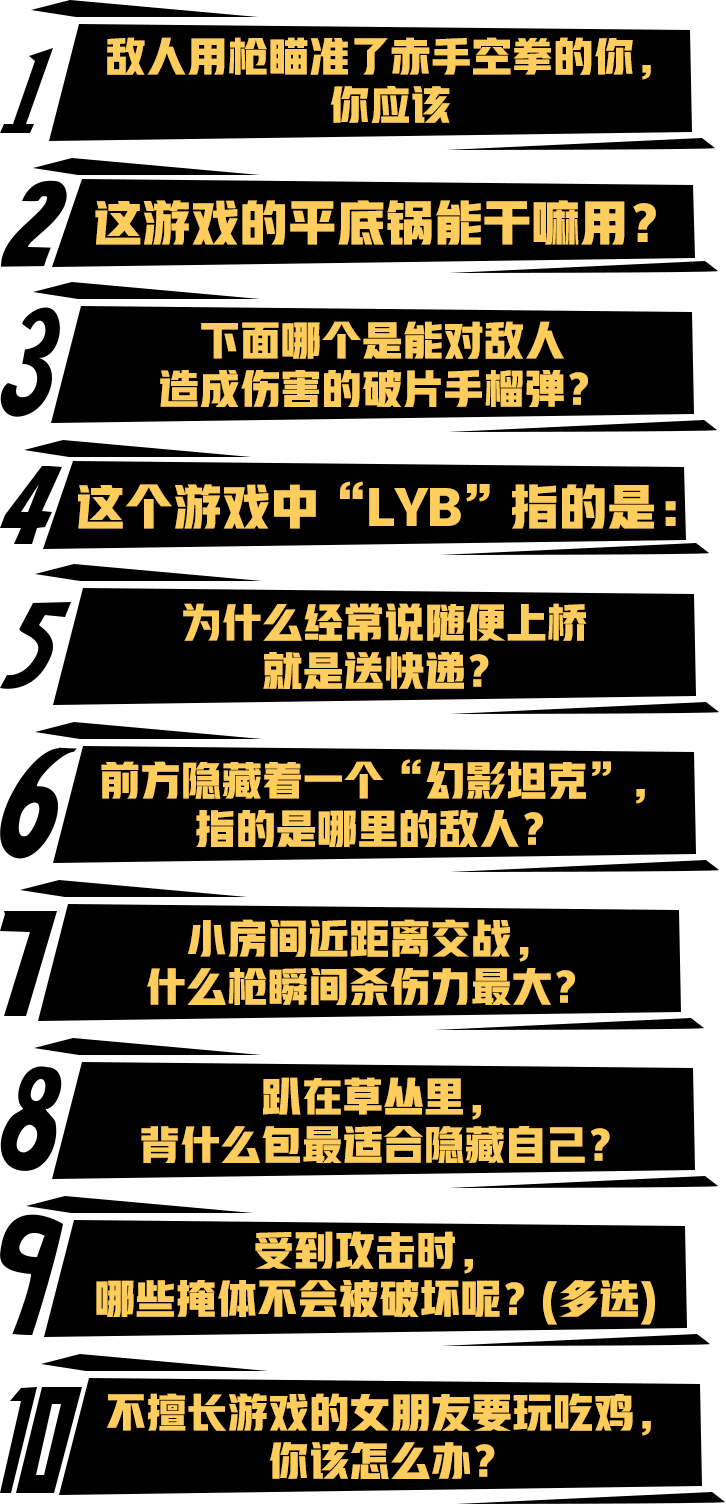 1
敌人用枪瞄准了赤手空拳的你，
你应该
2
这游戏的平底锅能干嘛用？
3
下面哪个是能对敌人
造成伤害的破片手榴弹？
4
这个游戏中“LYB”指的是：
5
为什么经常说随便上桥
就是送快递？
6
前方隐藏着一个“幻影坦克”，
指的是哪里的敌人？
7
小房间近距离交战，
什么枪瞬间杀伤力最大？
8
趴在草丛里，
背什么包最适合隐藏自己？
9
受到攻击时，
哪些掩体不会被破坏呢？(多选)
10
不擅长游戏的女朋友要玩吃鸡，
你该怎么办？